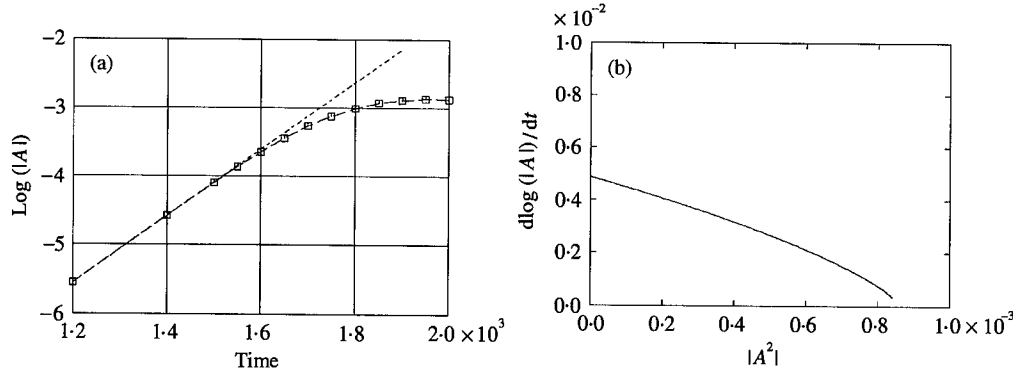 (a)
Log (|A|)
−2
−3
−4
−5
−6
1·2
1·4
1·6
1·8
2·0 × 10³
Time
× 10⁻²
(b)
dlog (|A|)/dt
1·0
0·8
0·6
0·4
0·2
0·0
0.0
0·2
0·4
0·6
0·8
1·0 × 10⁻³
|A²|